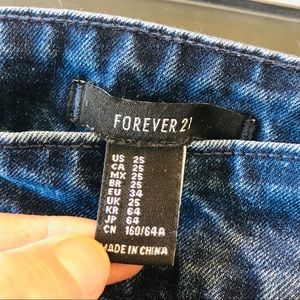 FOREVER 21
US 25
CA 25
MX 25
BR 25
EU 34
UK 25
KR 64
JP 64
CN 160/64A
MADE IN CHINA